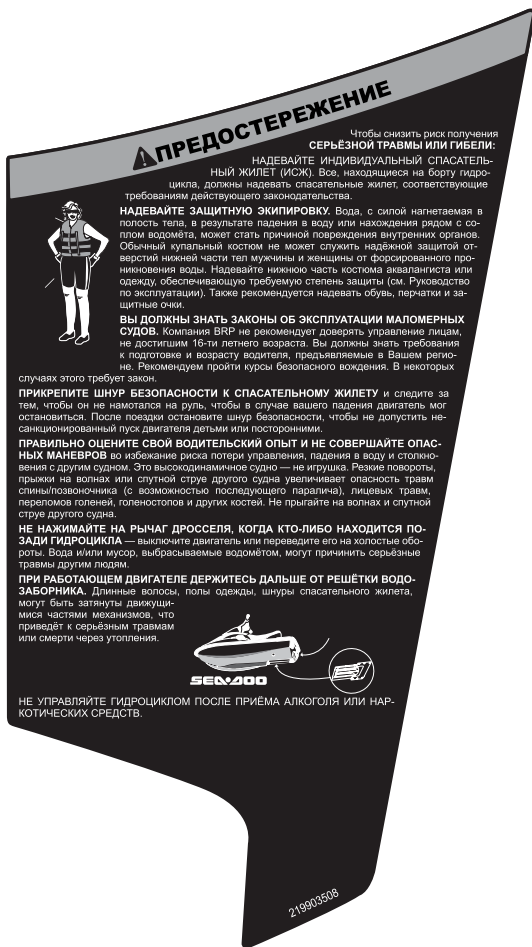 ПРЕДОСТЕРЕЖЕНИЕ
Чтобы снизить риск получения
СЕРЬЁЗНОЙ ТРАВМЫ ИЛИ ГИБЕЛИ:
НАДЕВАЙТЕ ИНДИВИДУАЛЬНЫЙ СПАСАТЕЛЬ-
НЫЙ ЖИЛЕТ (ИСЖ). Все, находящиеся на борту гидро-
цикла, должны надевать спасательные жилет, соответствующие
требованиям действующего законодательства.
НАДЕВАЙТЕ ЗАЩИТНУЮ ЭКИПИРОВКУ. Вода, с силой нагнетаемая в
полость тела, в результате падения в воду или нахождения рядом с со-
плом водомёта, может стать причиной повреждения внутренних органов.
Обычный купальный костюм не может служить надёжной защитой от-
верстий нижней части тел мужчины и женщины от форсированного про-
никновения воды. Надевайте нижнюю часть костюма аквалангиста или
одежду, обеспечивающую требуемую степень защиты (см. Руководство
по эксплуатации). Также рекомендуется надевать обувь, перчатки и за-
щитные очки.
ВЫ ДОЛЖНЫ ЗНАТЬ ЗАКОНЫ ОБ ЭКСПЛУАТАЦИИ МАЛОМЕРНЫХ
СУДОВ. Компания BRP не рекомендует доверять управление лицам,
не достигшим 16-ти летнего возраста. Вы должны знать требования
к подготовке и возрасту водителя, предъявляемые в Вашем регио-
не. Рекомендуем пройти курсы безопасного вождения. В некоторых
случаях этого требует закон.
ПРИКРЕПИТЕ ШНУР БЕЗОПАСНОСТИ К СПАСАТЕЛЬНОМУ ЖИЛЕТУ и следите за
тем, чтобы он не намотался на руль, чтобы в случае вашего падения двигатель мог
остановиться. После поездки остановите шнур безопасности, чтобы не допустить не-
санкционированный пуск двигателя детьми или посторонними.
ПРАВИЛЬНО ОЦЕНИТЕ СВОЙ ВОДИТЕЛЬСКИЙ ОПЫТ И НЕ СОВЕРШАЙТЕ ОПАС-
НЫХ МАНЕВРОВ во избежание риска потери управления, падения в воду и столкно-
вения с другим судном. Это высокодинамичное судно — не игрушка. Резкие повороты,
прыжки на волнах или спутной струе другого судна увеличивает опасность травм
спины/позвоночника (с возможностью последующего паралича), лицевых травм,
переломов голеней, голеностопов и других костей. Не прыгайте на волнах и спутной
струе другого судна.
НЕ НАЖИМАЙТЕ НА РЫЧАГ ДРОССЕЛЯ, КОГДА КТО-ЛИБО НАХОДИТСЯ ПО-
ЗАДИ ГИДРОЦИКЛА — выключите двигатель или переведите его на холостые обо-
роты. Вода и/или мусор, выбрасываемые водомётом, могут причинить серьёзные
травмы другим людям.
ПРИ РАБОТАЮЩЕМ ДВИГАТЕЛЕ ДЕРЖИТЕСЬ ДАЛЬШЕ ОТ РЕШЁТКИ ВОДО-
ЗАБОРНИКА. Длинные волосы, полы одежды, шнуры спасательного жилета,
могут быть затянуты движущи-
мися частями механизмов, что
приведёт к серьёзным травмам
или смерти через утопления.
SEA-DOO
НЕ УПРАВЛЯЙТЕ ГИДРОЦИКЛОМ ПОСЛЕ ПРИЁМА АЛКОГОЛЯ ИЛИ НАР-
КОТИЧЕСКИХ СРЕДСТВ.
219903508